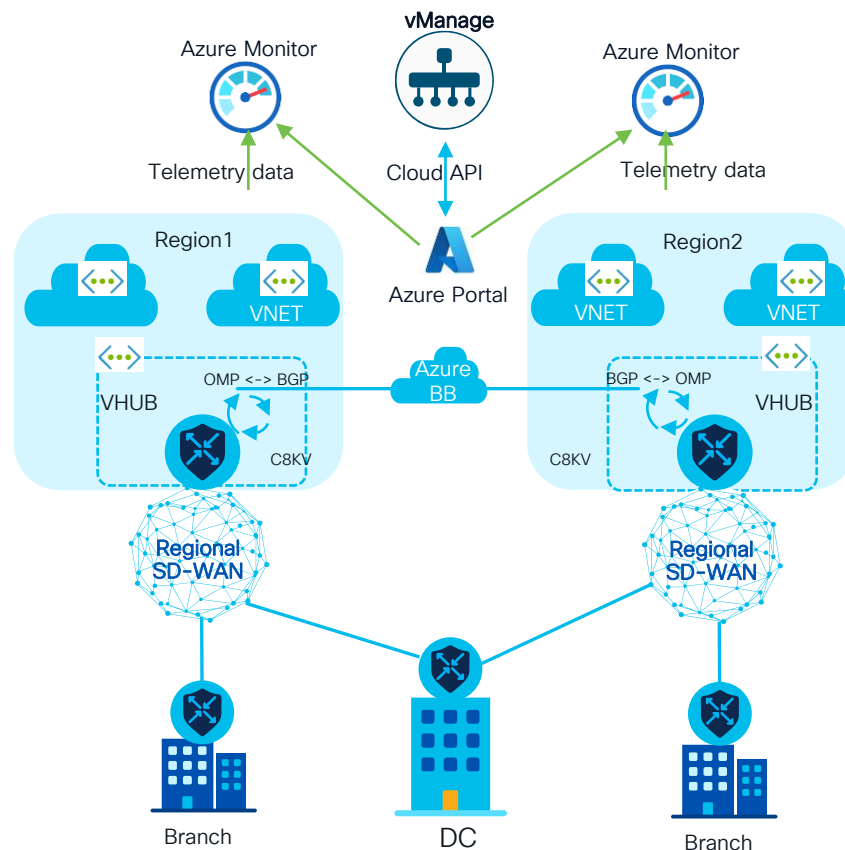 vManage
Azure Monitor
Azure Monitor
Telemetry data
Cloud API
Telemetry data
Region1
Region2
Azure Portal
VNET
VNET
VNET
OMP <-> BGP
Azure
BB
BGP <-> OMP
VHUB
VHUB
C8KV
C8KV
Regional
SD-WAN
Regional
SD-WAN
Branch
DC
Branch